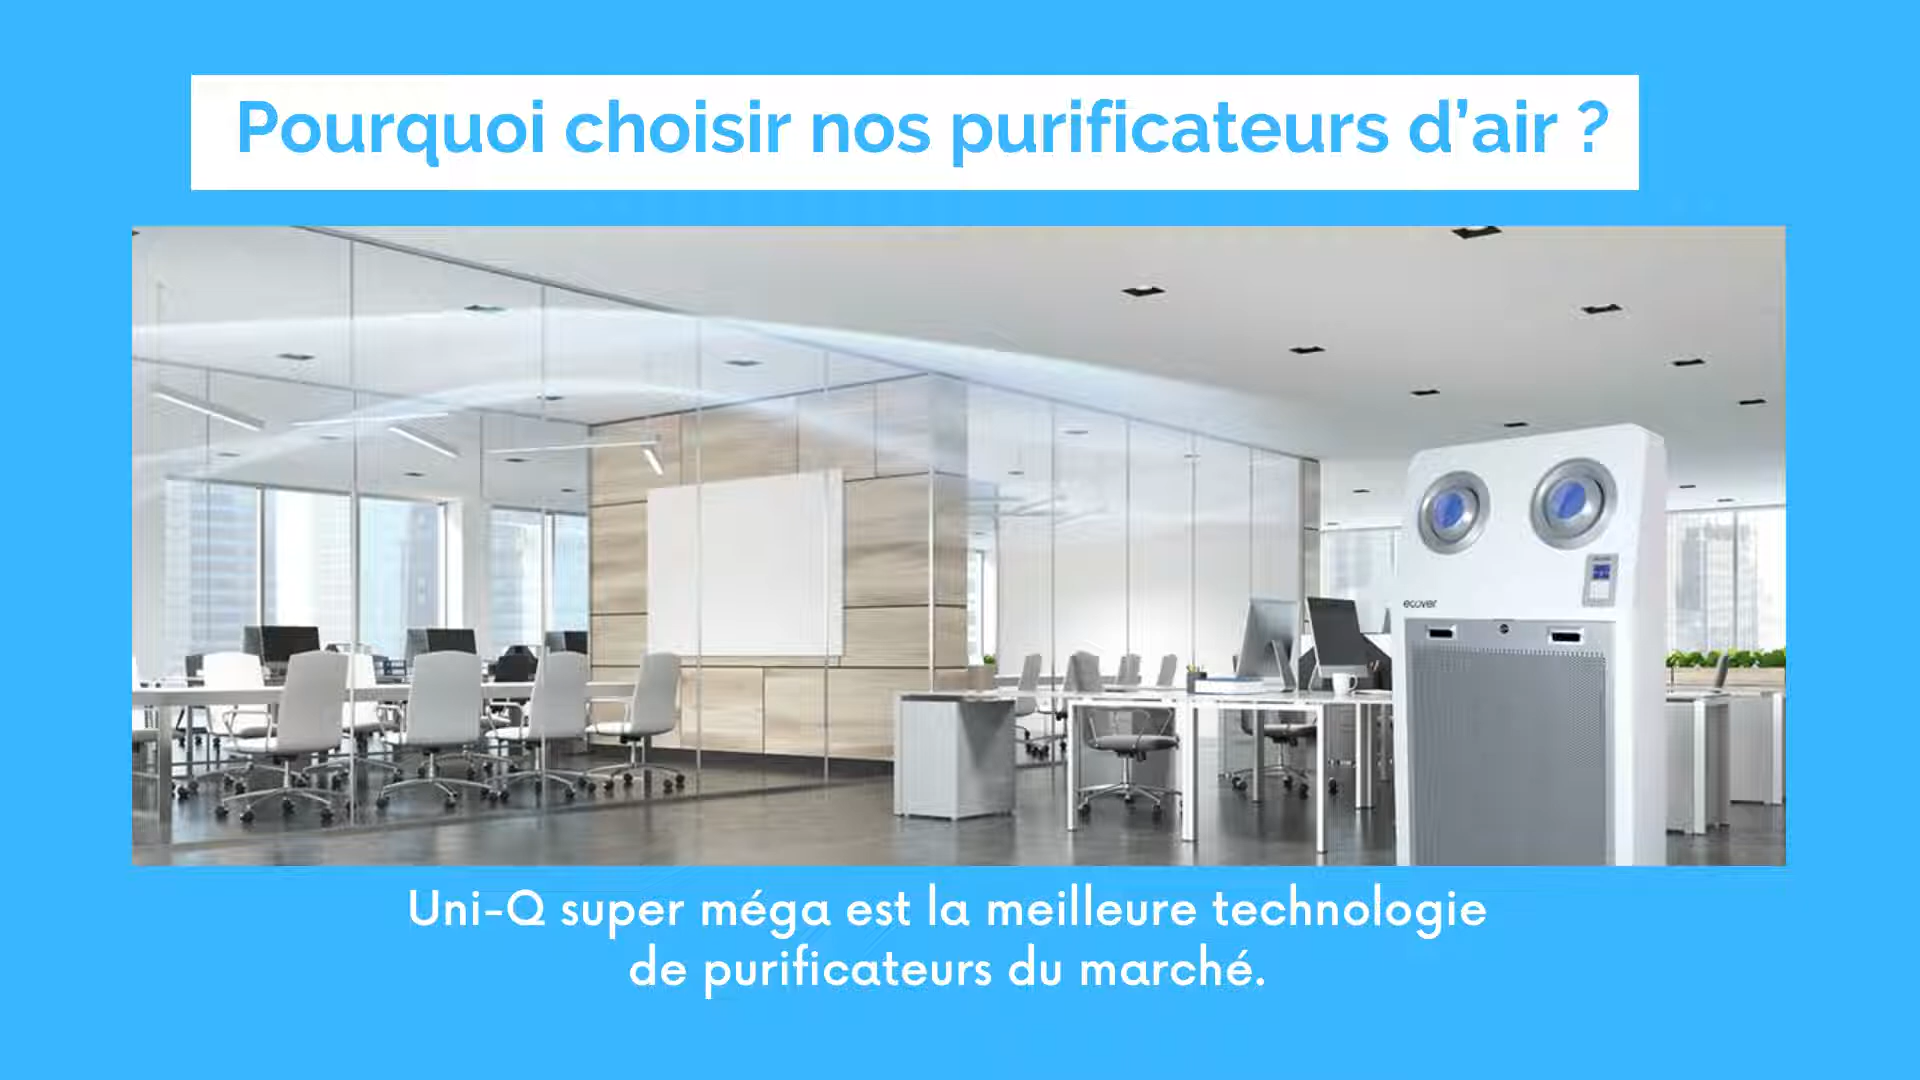 Pourquoi choisir nos purificateurs d’air ?
ecover
Uni-Q super méga est la meilleure technologie
de purificateurs du marché.